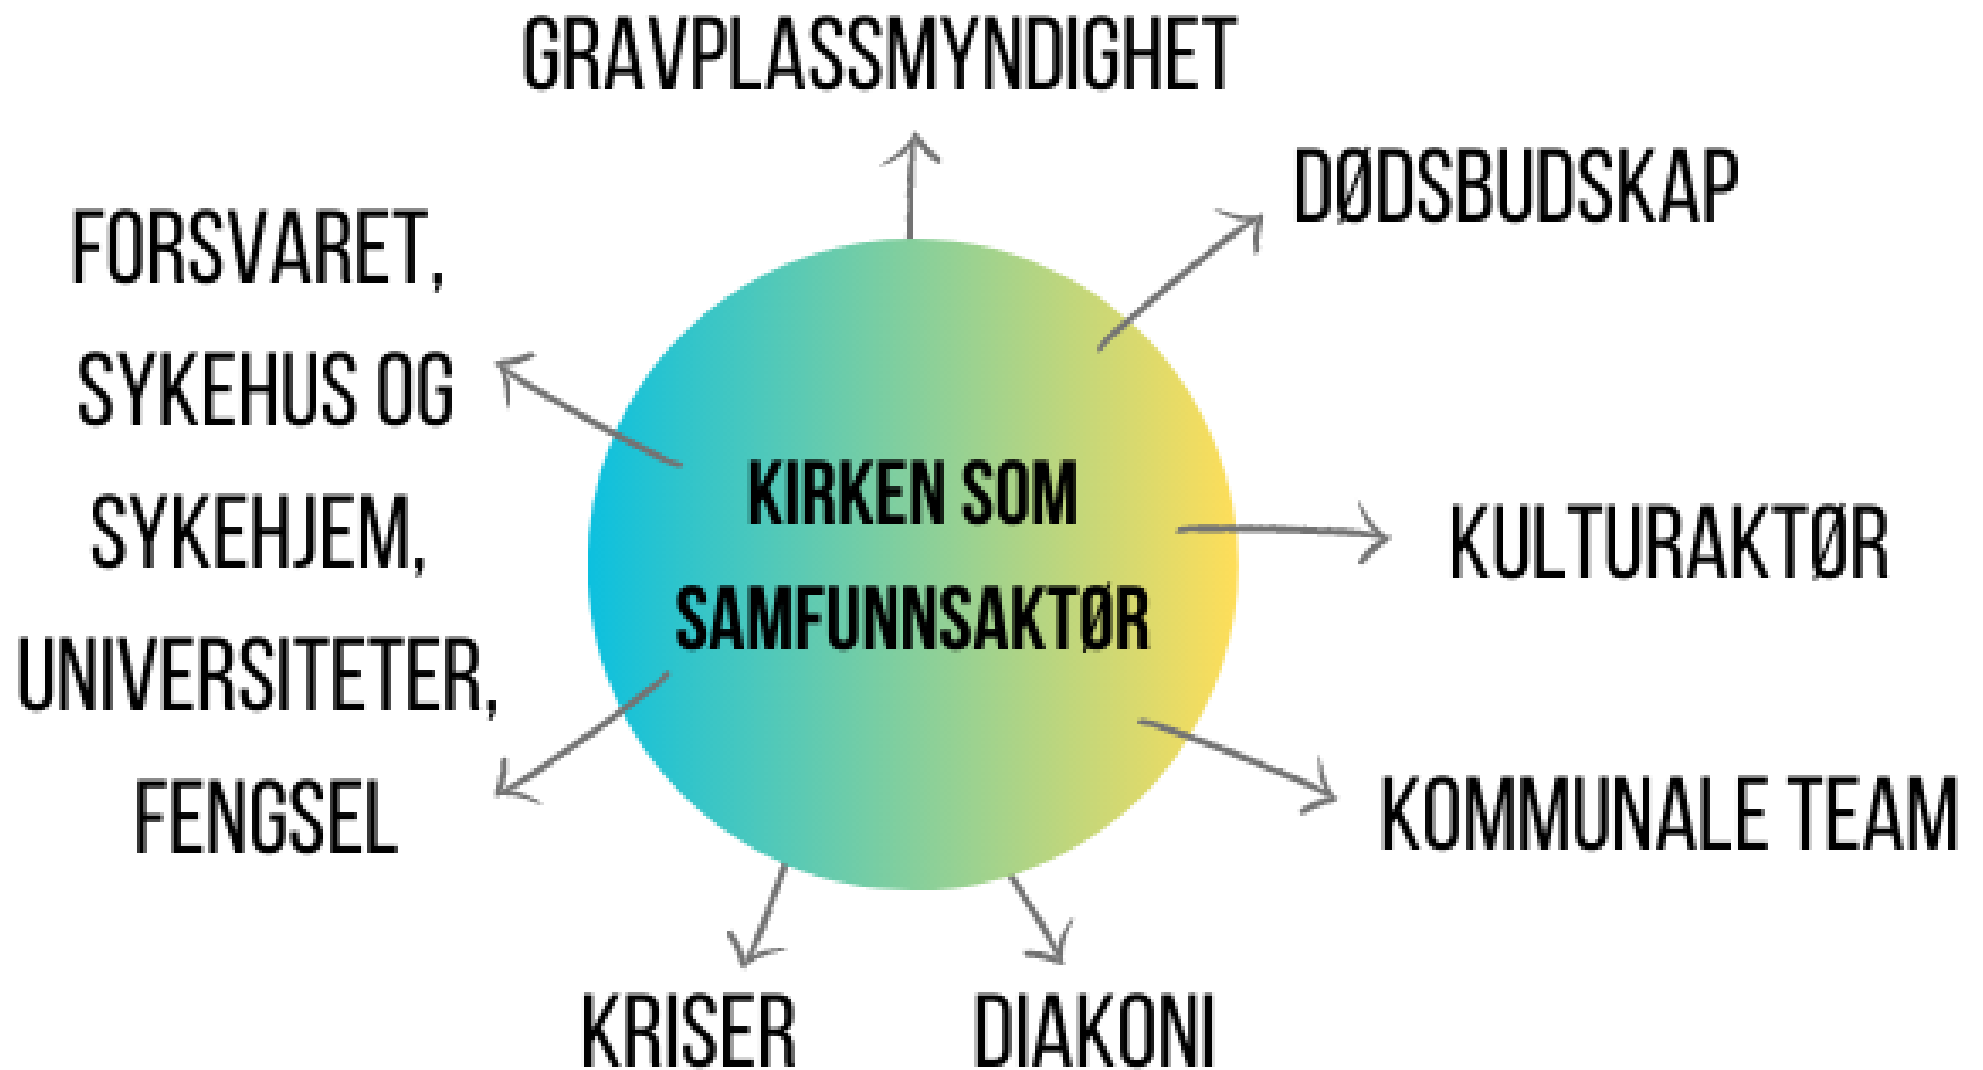 GRAVPLASSMYNDIGHET
DØDSBUDSKAP
FORSVARET,
SYKEHUS OG
SYKEHJEM,
UNIVERSITETER,
FENGSEL
KIRKEN SOM
SAMFUNNSAKTØR
KULTURAKTØR
KOMMUNALE TEAM
KRISER
DIAKONI